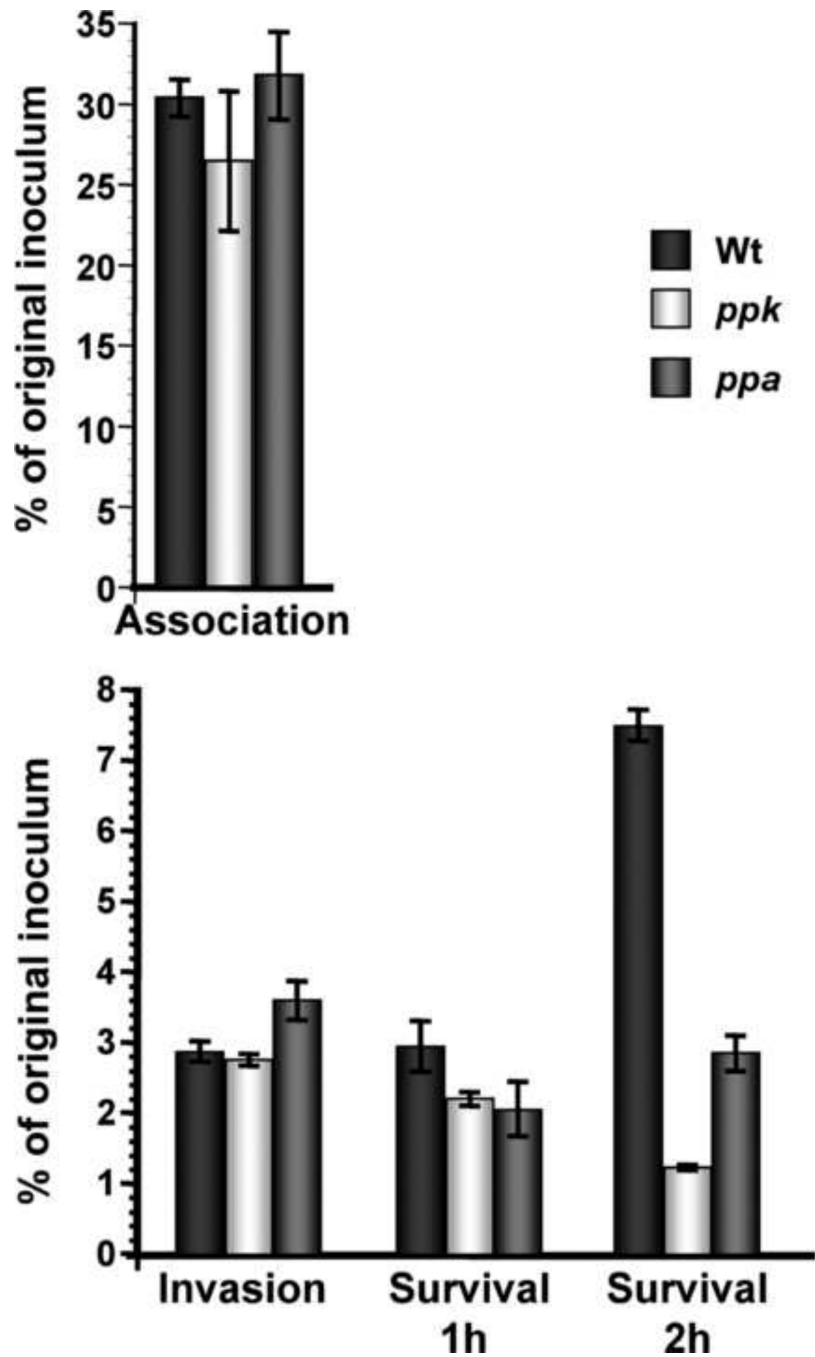 % of original inoculum
35
30
25
20
15
10
5
0
Association
Wt
ppk
ppa
% of original inoculum
8
7
6
5
4
3
2
1
0
Invasion
Survival
1h
Survival
2h